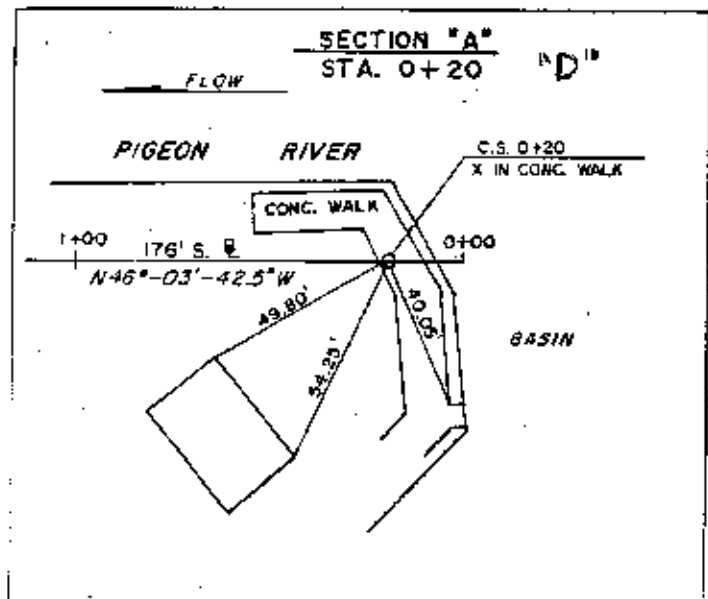 SECTION "A"
STA. 0+20
"D"
FLOW
PIGEON RIVER
C.S. 0+20
X IN CONC. WALK
CONC. WALK
1+00
176' S. ⅊
0+00
N46°-03'-42.5"W
49.80'
54.25'
40.05'
BASIN